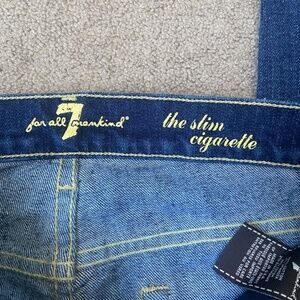 for all 7 mankind®
the slim
cigarette